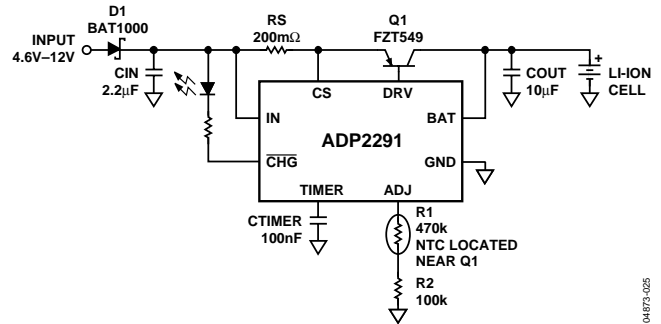 D1
BAT1000
INPUT
4.6V–12V
CIN
2.2µF
RS
200mΩ
Q1
FZT549
COUT
10µF
+
LI-ION
CELL
CS
DRV
IN
BAT
ADP2291
CHG
GND
TIMER
ADJ
CTIMER
100nF
R1
470k
NTC LOCATED
NEAR Q1
R2
100k
04873-025